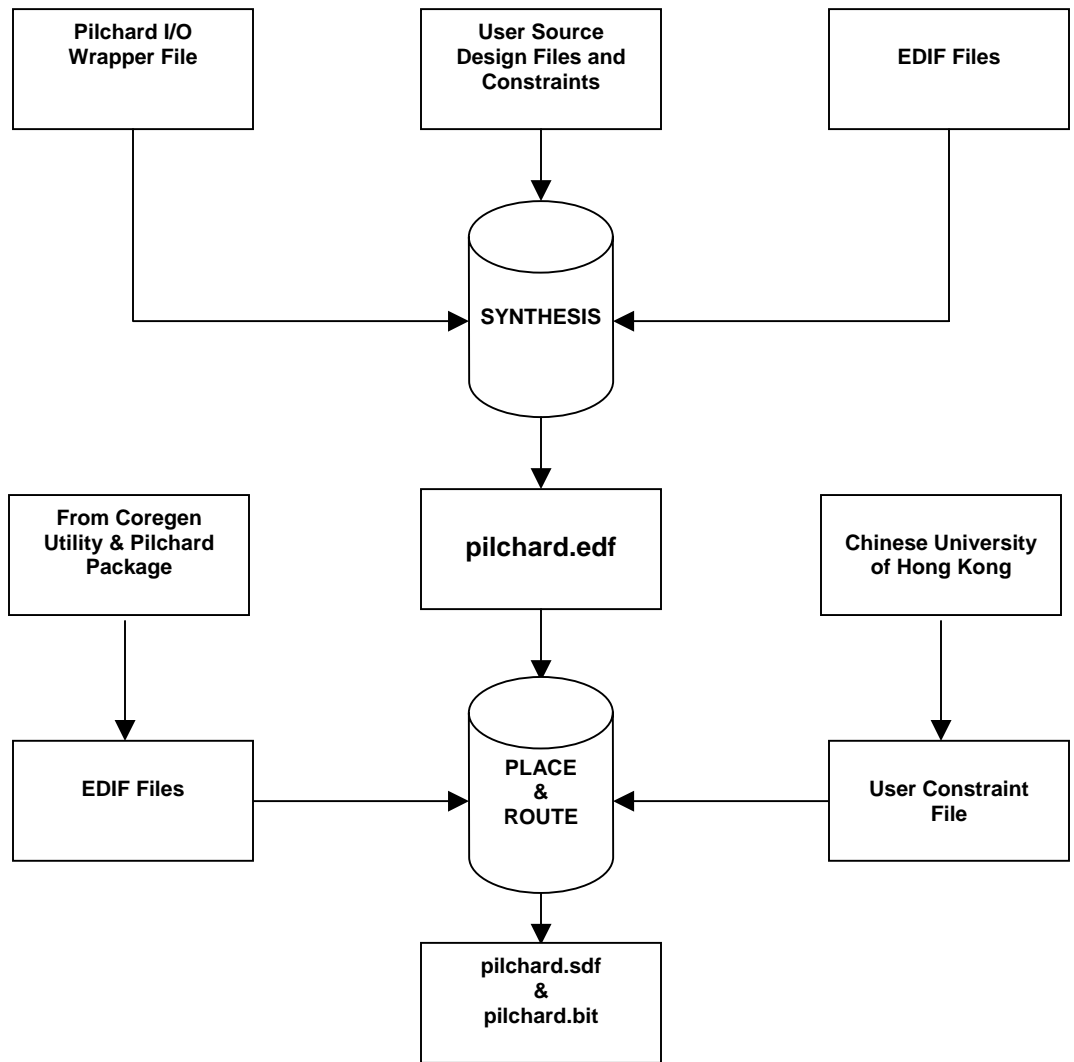 Pilchard I/O
Wrapper File
User Source
Design Files and
Constraints
EDIF Files
SYNTHESIS
From Coregen
Utility & Pilchard
Package
pilchard.edf
Chinese University
of Hong Kong
EDIF Files
PLACE
&
ROUTE
User Constraint
File
pilchard.sdf
&
pilchard.bit